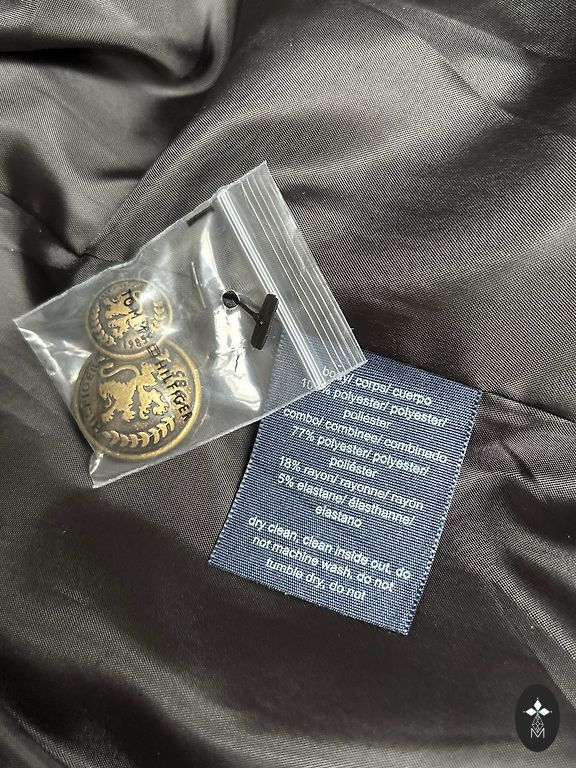 TOMMY HILFIGER
1985
HILFIGER
body/ corps/ cuerpo
polyester/ polyester/
poliéster
combo/ combinee/ combinado
77% polyester/ polyester/
poliéster
18% rayon/ rayonne/ rayón
5% elastane/ élasthanne/
elastano
dry clean, clean inside out, do
not machine wash, do not
tumble dry, do not
M